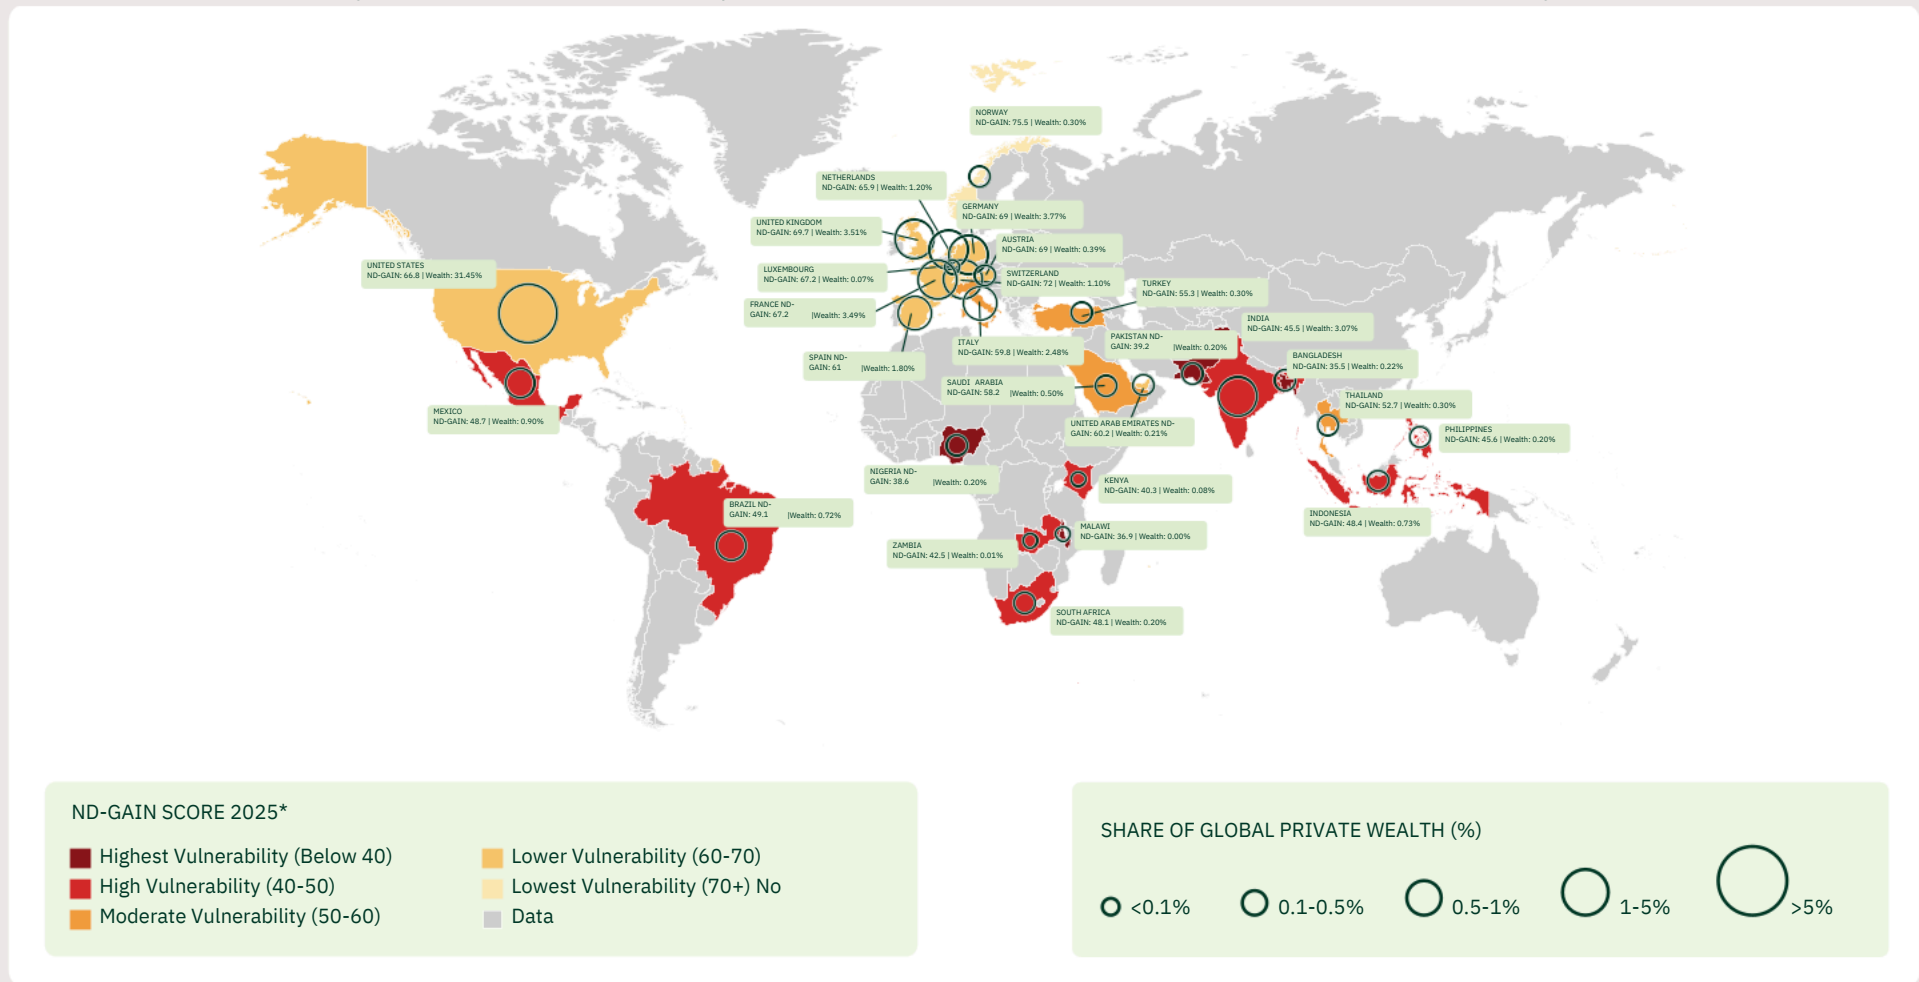 NORWAY
ND-GAIN: 75.5 | Wealth: 0.30%
NETHERLANDS
ND-GAIN: 65.9 | Wealth: 1.20%
GERMANY
ND-GAIN: 69 | Wealth: 3.77%
UNITED KINGDOM
ND-GAIN: 69.7 | Wealth: 3.51%
AUSTRIA
ND-GAIN: 69 | Wealth: 0.39%
UNITED STATES
ND-GAIN: 66.8 | Wealth: 31.45%
LUXEMBOURG
ND-GAIN: 67.2 | Wealth: 0.07%
SWITZERLAND
ND-GAIN: 72 | Wealth: 1.10%
TURKEY
ND-GAIN: 55.3 | Wealth: 0.30%
FRANCE ND-
GAIN: 67.2 |Wealth: 3.49%
INDIA
ND-GAIN: 45.5 | Wealth: 3.07%
PAKISTAN ND-
GAIN: 39.2 |Wealth: 0.20%
ITALY
ND-GAIN: 59.8 | Wealth: 2.48%
SPAIN ND-
GAIN: 61 |Wealth: 1.80%
BANGLADESH
ND-GAIN: 35.5 | Wealth: 0.22%
SAUDI ARABIA
ND-GAIN: 58.2 |Wealth: 0.50%
THAILAND
ND-GAIN: 52.7 | Wealth: 0.30%
MEXICO
ND-GAIN: 48.7 | Wealth: 0.90%
UNITED ARAB EMIRATES ND-
GAIN: 60.2 | Wealth: 0.21%
PHILIPPINES
ND-GAIN: 45.6 | Wealth: 0.20%
NIGERIA ND-
GAIN: 38.6 |Wealth: 0.20%
KENYA
ND-GAIN: 40.3 | Wealth: 0.08%
BRAZIL ND-
GAIN: 49.1 |Wealth: 0.72%
INDONESIA
ND-GAIN: 48.4 | Wealth: 0.73%
MALAWI
ND-GAIN: 36.9 | Wealth: 0.00%
ZAMBIA
ND-GAIN: 42.5 | Wealth: 0.01%
SOUTH AFRICA
ND-GAIN: 48.1 | Wealth: 0.20%
ND-GAIN SCORE 2025*
Highest Vulnerability (Below 40)
High Vulnerability (40-50)
Moderate Vulnerability (50-60)
Lower Vulnerability (60-70)
Lowest Vulnerability (70+) No
Data
SHARE OF GLOBAL PRIVATE WEALTH (%)
<0.1%
0.1-0.5%
0.5-1%
1-5%
>5%